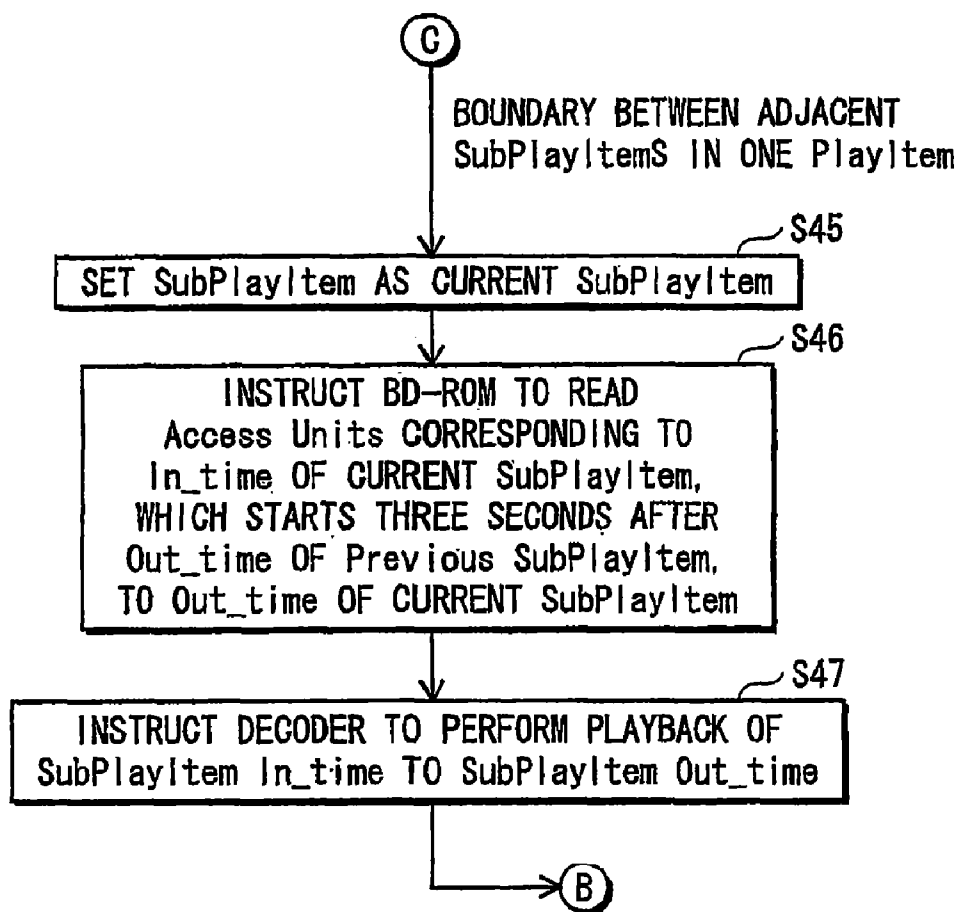 C
BOUNDARY BETWEEN ADJACENT
SubPlayItemS IN ONE PlayItem
S45
SET SubPlayItem AS CURRENT SubPlayItem
S46
INSTRUCT BD-ROM TO READ
Access Units CORRESPONDING TO
In_time OF CURRENT SubPlayItem,
WHICH STARTS THREE SECONDS AFTER
Out_time OF Previous SubPlayItem,
TO Out_time OF CURRENT SubPlayItem
S47
INSTRUCT DECODER TO PERFORM PLAYBACK OF
SubPlayItem In_time TO SubPlayItem Out_time
B